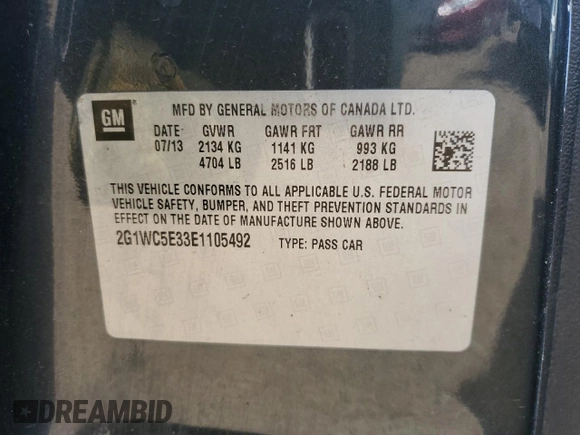 GM
MFD BY GENERAL MOTORS OF CANADA LTD.
DATE GVWR GAWR FRT GAWR RR
07/13 2134 KG 1141 KG 993 KG
4704 LB 2516 LB 2188 LB
THIS VEHICLE CONFORMS TO ALL APPLICABLE U.S. FEDERAL MOTOR
VEHICLE SAFETY, BUMPER, AND THEFT PREVENTION STANDARDS IN
EFFECT ON THE DATE OF MANUFACTURE SHOWN ABOVE.
2G1WC5E33E1105492 TYPE: PASS CAR
DREAMBID